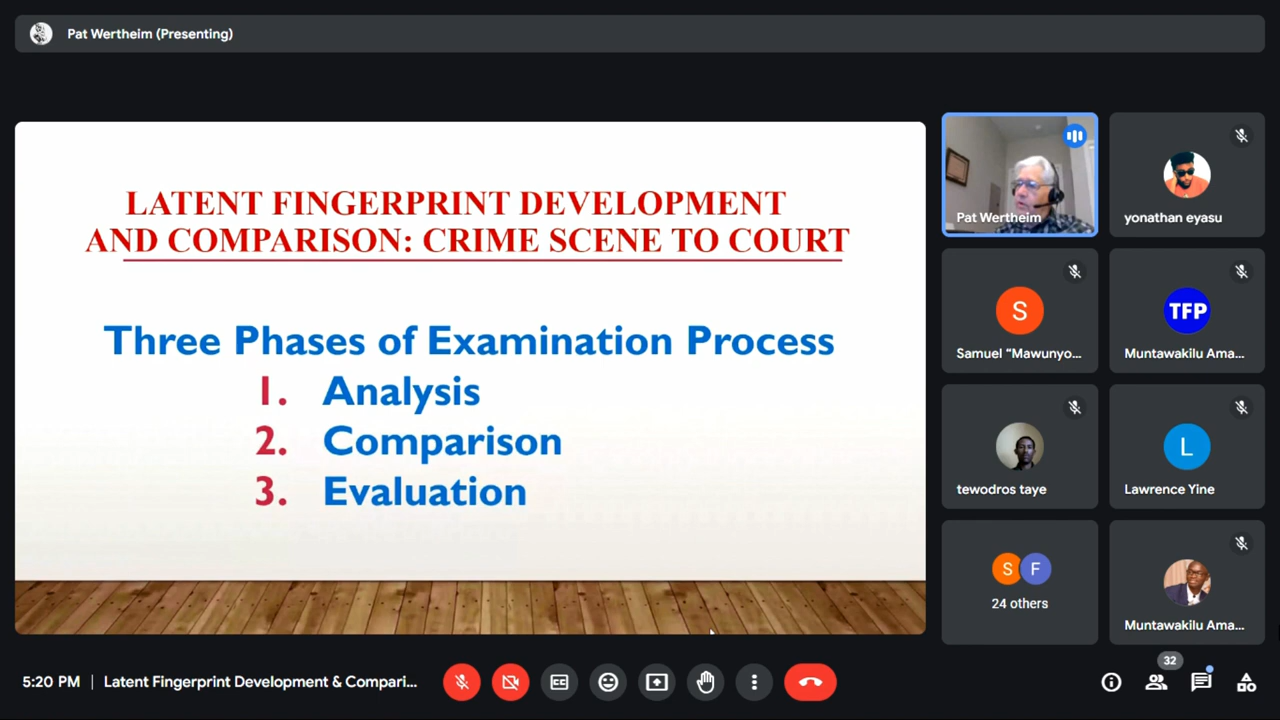 Pat Wertheim (Presenting)
LATENT FINGERPRINT DEVELOPMENT
AND COMPARISON: CRIME SCENE TO COURT
Three Phases of Examination Process
1. Analysis
2. Comparison
3. Evaluation
Pat Wertheim
yonathan eyasu
S
Samuel “Mawunyo...
TFP
Muntawakilu Ama...
tewodros taye
L
Lawrence Yine
S F
24 others
Muntawakilu Ama...
5:20 PM | Latent Fingerprint Development & Compari...
32